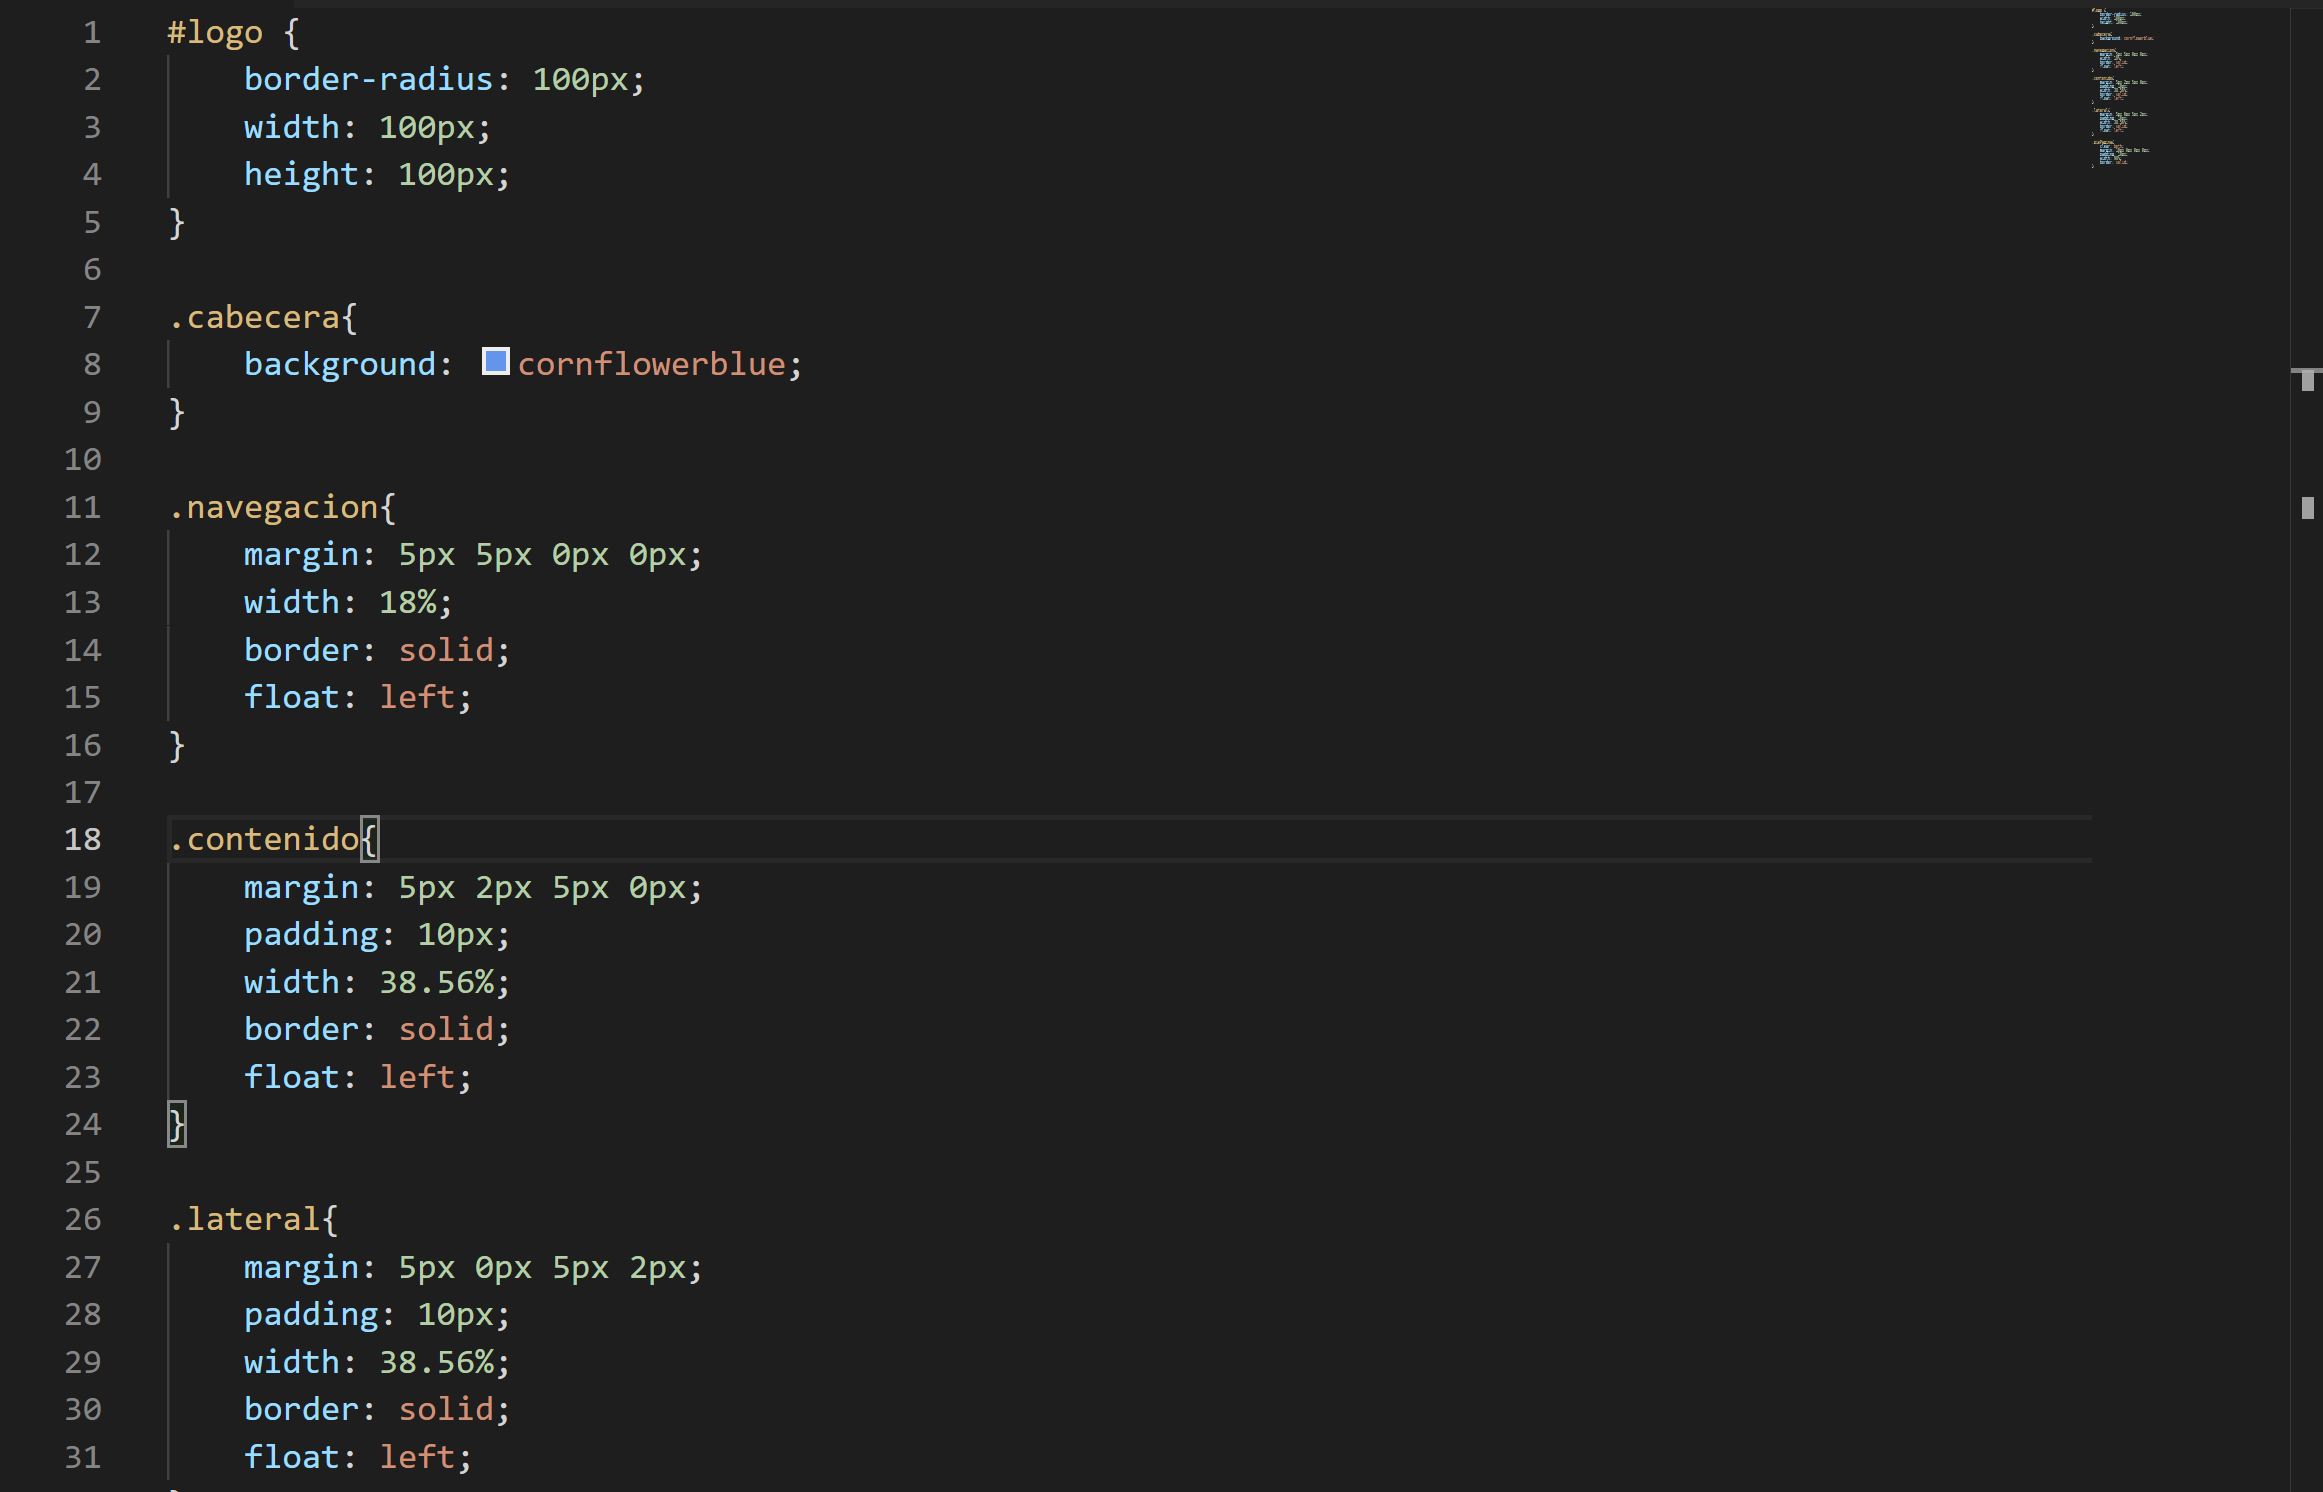 1 #logo {
2 border-radius: 100px;
3 width: 100px;
4 height: 100px;
5 }
6
7 .cabecera{
8 background: cornflowerblue;
9 }
10
11 .navegacion{
12 margin: 5px 5px 0px 0px;
13 width: 18%;
14 border: solid;
15 float: left;
16 }
17
18 .contenido{
19 margin: 5px 2px 5px 0px;
20 padding: 10px;
21 width: 38.56%;
22 border: solid;
23 float: left;
24 }
25
26 .lateral{
27 margin: 5px 0px 5px 2px;
28 padding: 10px;
29 width: 38.56%;
30 border: solid;
31 float: left;